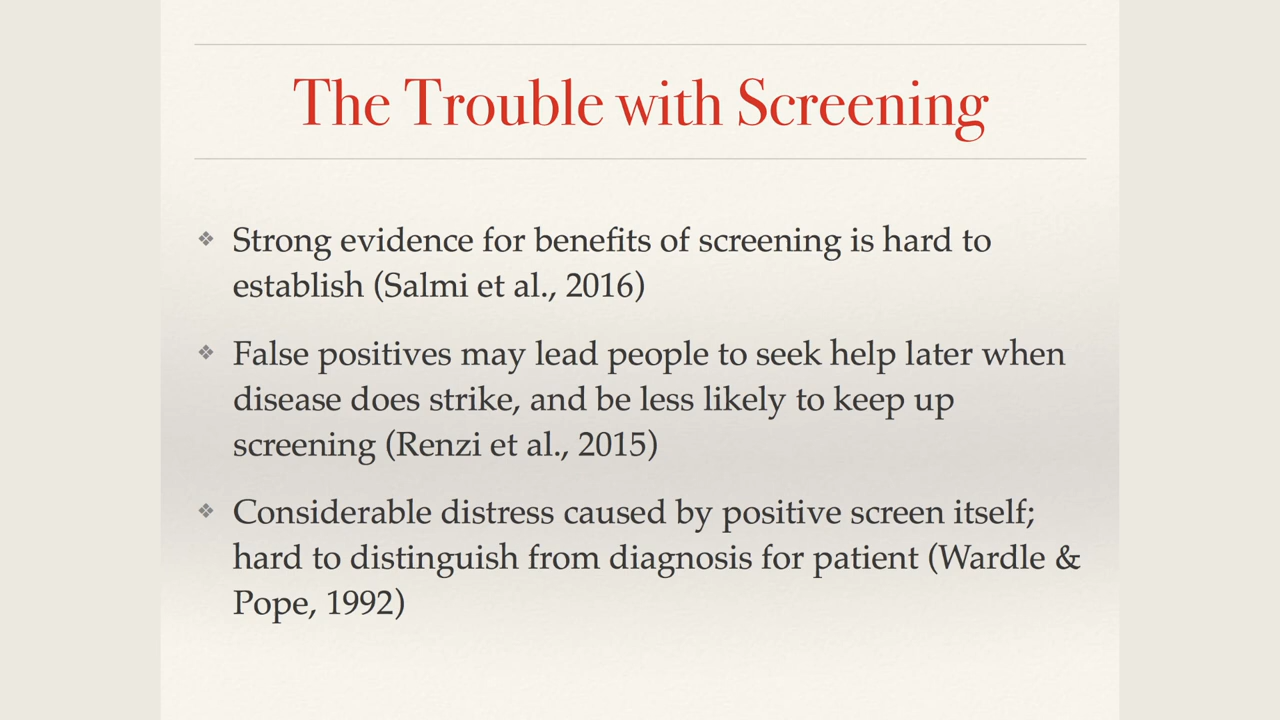 The Trouble with Screening
❖ Strong evidence for benefits of screening is hard to
establish (Salmi et al., 2016)
❖ False positives may lead people to seek help later when
disease does strike, and be less likely to keep up
screening (Renzi et al., 2015)
❖ Considerable distress caused by positive screen itself;
hard to distinguish from diagnosis for patient (Wardle &
Pope, 1992)